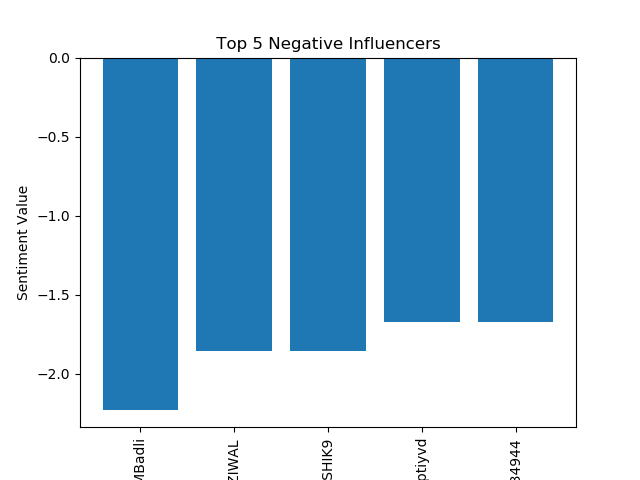 Top 5 Negative Influencers
0.0
−0.5
−1.0
−1.5
−2.0
Sentiment Value
MBadli
ZIWAL
SHIK9
ptiyvd
34944